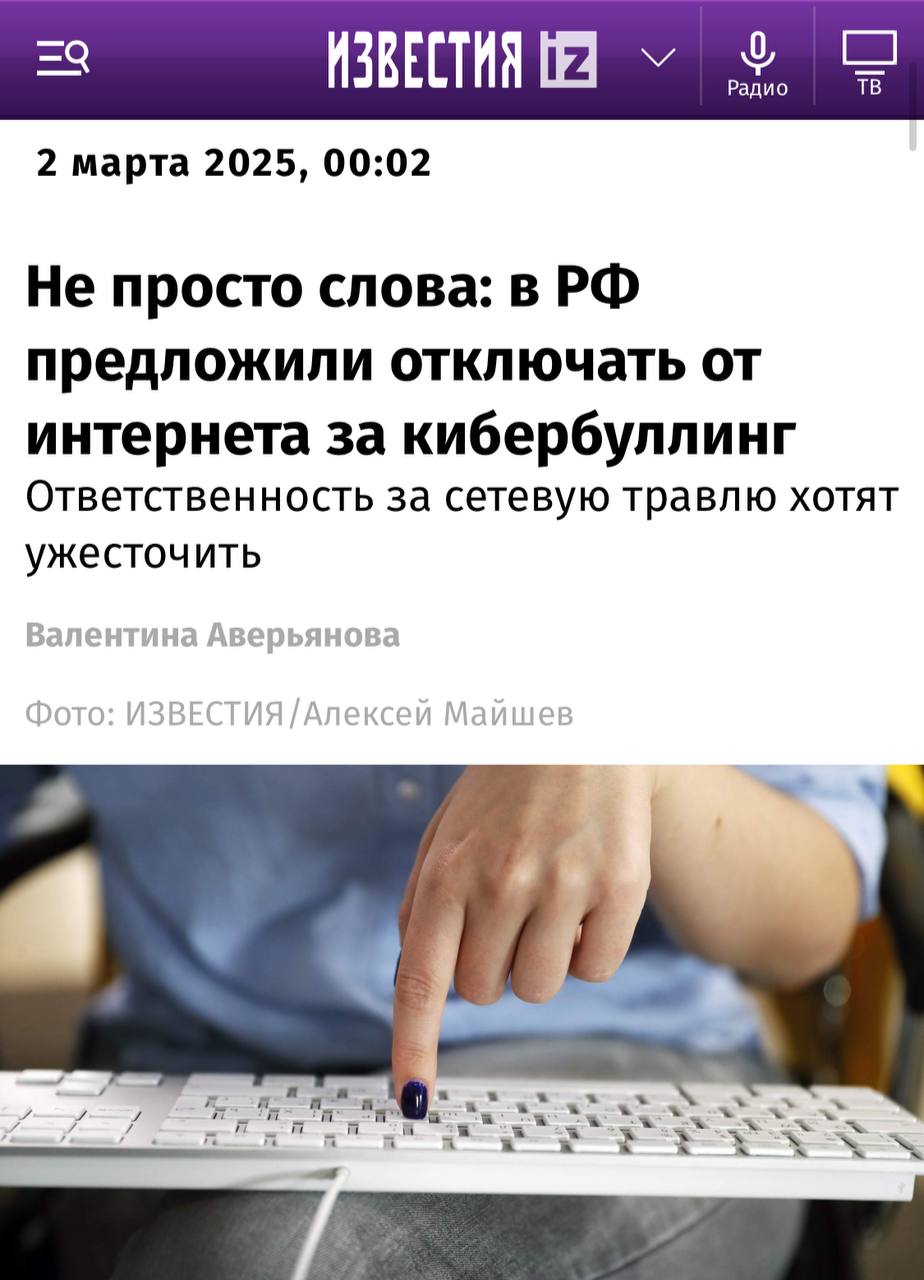 ИЗВЕСТИЯ iz
Радио
ТВ
2 марта 2025, 00:02
Не просто слова: в РФ
предложили отключать от
интернета за кибербуллинг
Ответственность за сетевую травлю хотят
ужесточить
Валентина Аверьянова
Фото: ИЗВЕСТИЯ/Алексей Майшев